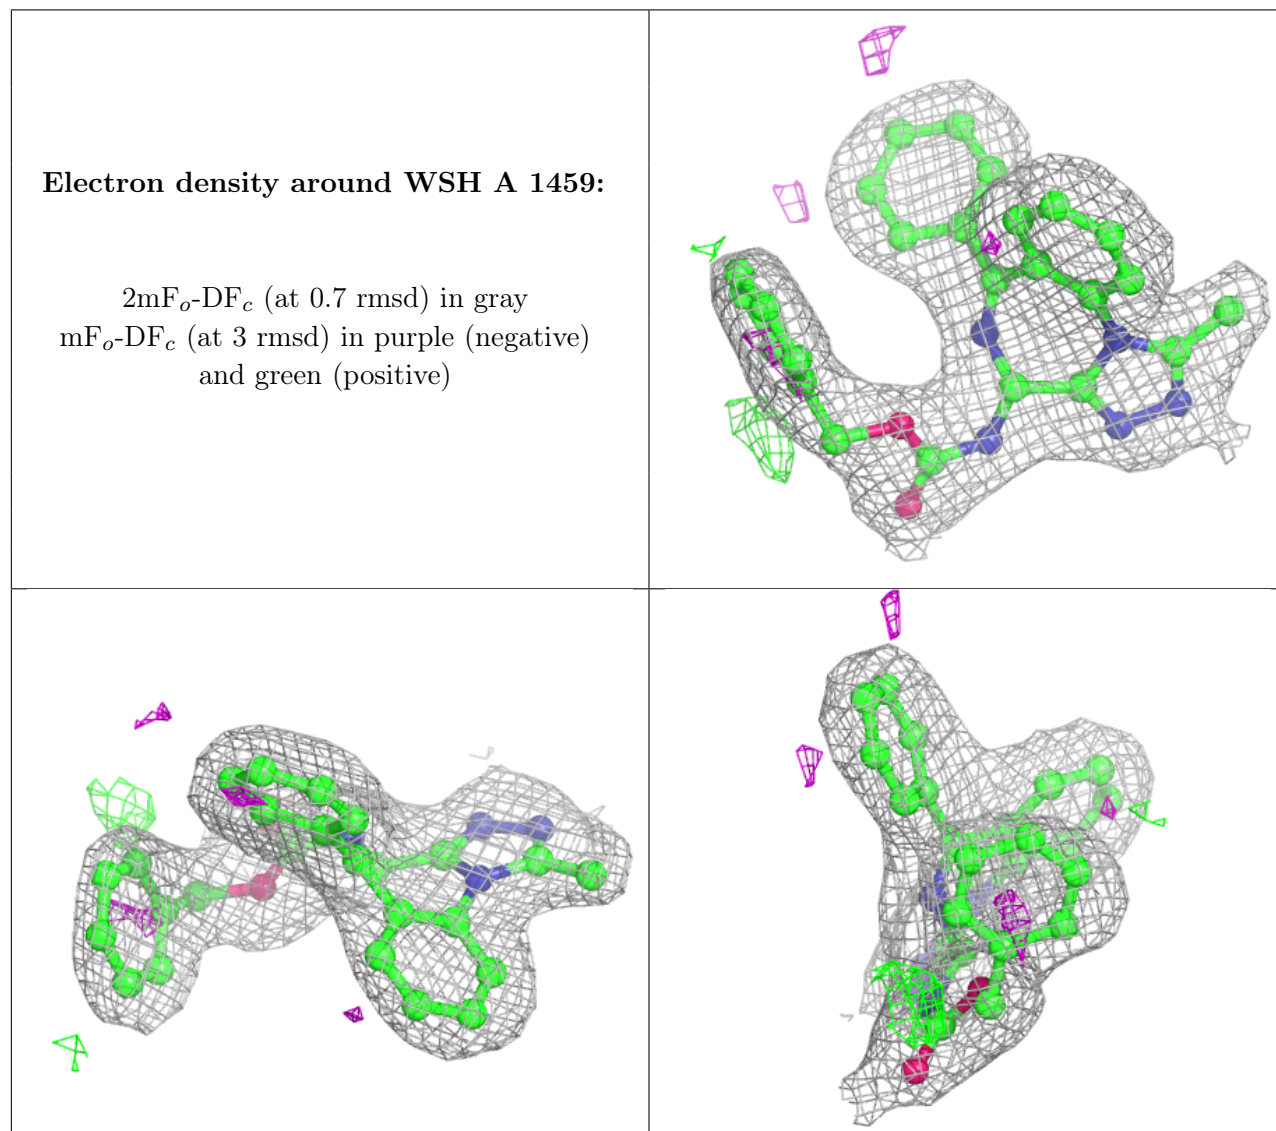 Electron density around WSH A 1459:
2mFo-DFc (at 0.7 rmsd) in gray
mFo-DFc (at 3 rmsd) in purple (negative)
and green (positive)